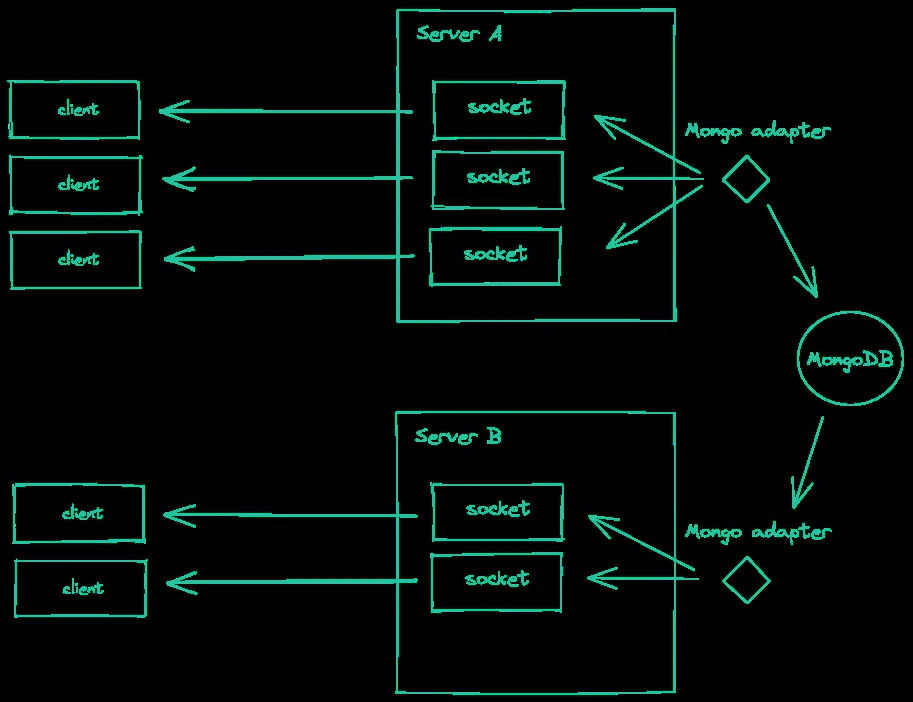 Server A
client
socket
Mongo adapter
client
socket
client
socket
MongoDB
Server B
client
socket
Mongo adapter
client
socket